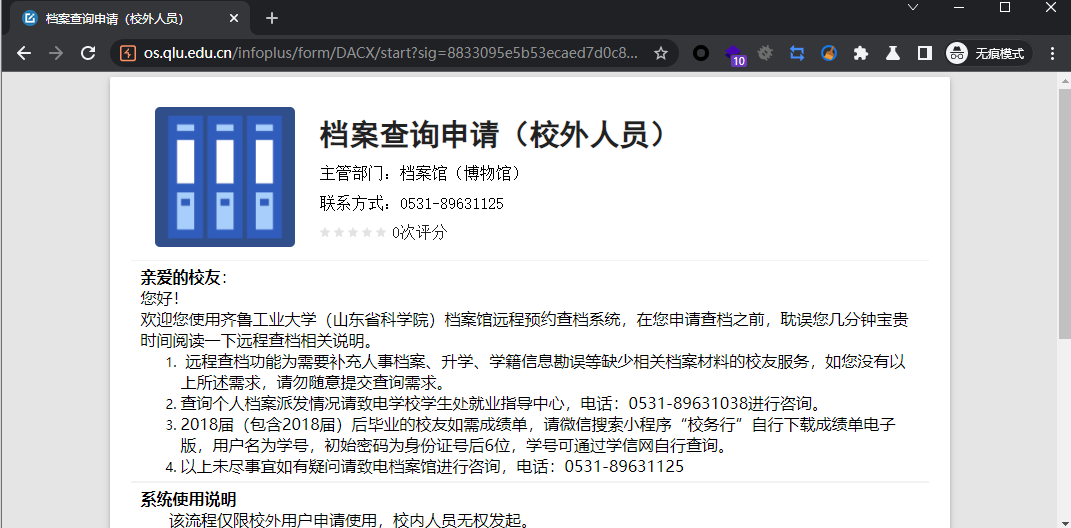 档案查询申请（校外人员）
os.qlu.edu.cn/infoplus/form/DACX/start?sig=8833095e5b53ecaed7d0c8...
10
无痕模式
档案查询申请（校外人员）
主管部门：档案馆（博物馆）
联系方式：0531-89631125
0次评分
亲爱的校友：
您好！
欢迎您使用齐鲁工业大学（山东省科学院）档案馆远程预约查档系统，在您申请查档之前，耽误您几分钟宝贵
时间阅读一下远程查档相关说明。
1. 远程查档功能为需要补充人事档案、升学、学籍信息勘误等缺少相关档案材料的校友服务，如您没有以
上所述需求，请勿随意提交查询需求。
2. 查询个人档案派发情况请致电学校学生处就业指导中心，电话：0531-89631038进行咨询。
3. 2018届（包含2018届）后毕业的校友如需成绩单，请微信搜索小程序“校务行”自行下载成绩单电子
版，用户名为学号，初始密码为身份证号后6位，学号可通过学信网自行查询。
4. 以上未尽事宜如有疑问请致电档案馆进行咨询，电话：0531-89631125
系统使用说明
该流程仅限校外用户申请使用，校内人员无权发起。